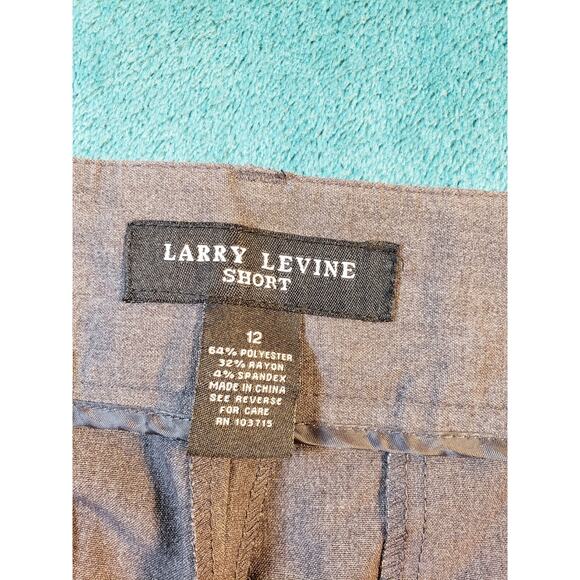 LARRY LEVINE
SHORT
12
64% POLYESTER
32% RAYON
4% SPANDEX
MADE IN CHINA
SEE REVERSE
FOR CARE
RN 103715